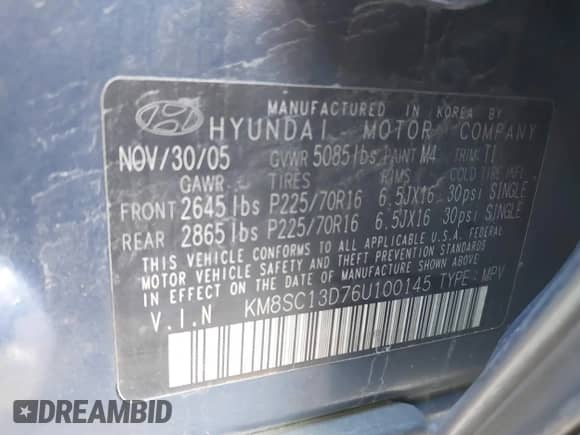 MANUFACTURED IN KOREA BY
HYUNDAI MOTOR COMPANY
NOV/30/05 GVWR 5085lbs PAINT M4 TRIM TI
GAWR TIRES RIMS COLD TIRE INFL
FRONT 2645lbs P225/70R16 6.5JX16 30psi SINGLE
REAR 2865lbs P225/70R16 6.5JX16 30psi SINGLE
THIS VEHICLE CONFORMS TO ALL APPLICABLE U.S.A. FEDERAL
MOTOR VEHICLE SAFETY AND THEFT PREVENTION STANDARDS
IN EFFECT ON THE DATE OF MANUFACTURE SHOWN ABOVE.
V.I.N KM8SC13D76U100145 TYPE : MPV
DREAMBID